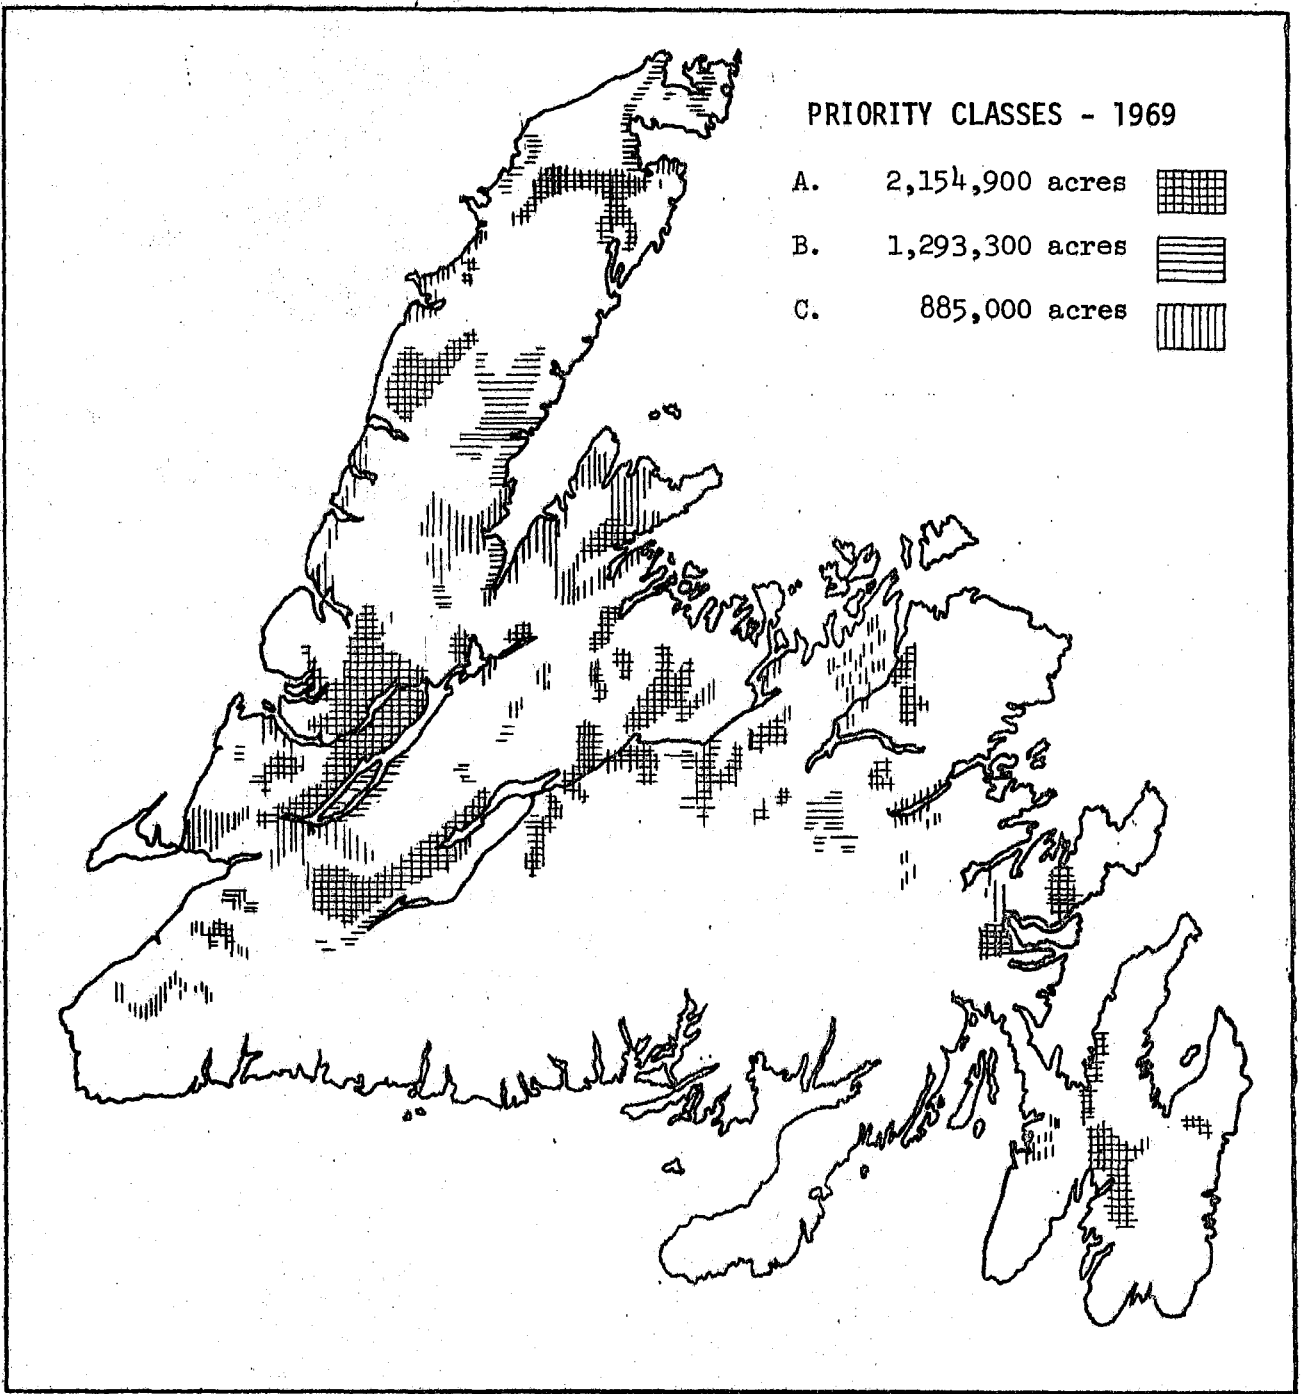 PRIORITY CLASSES - 1969
A. 2,154,900 acres
B. 1,293,300 acres
C. 885,000 acres